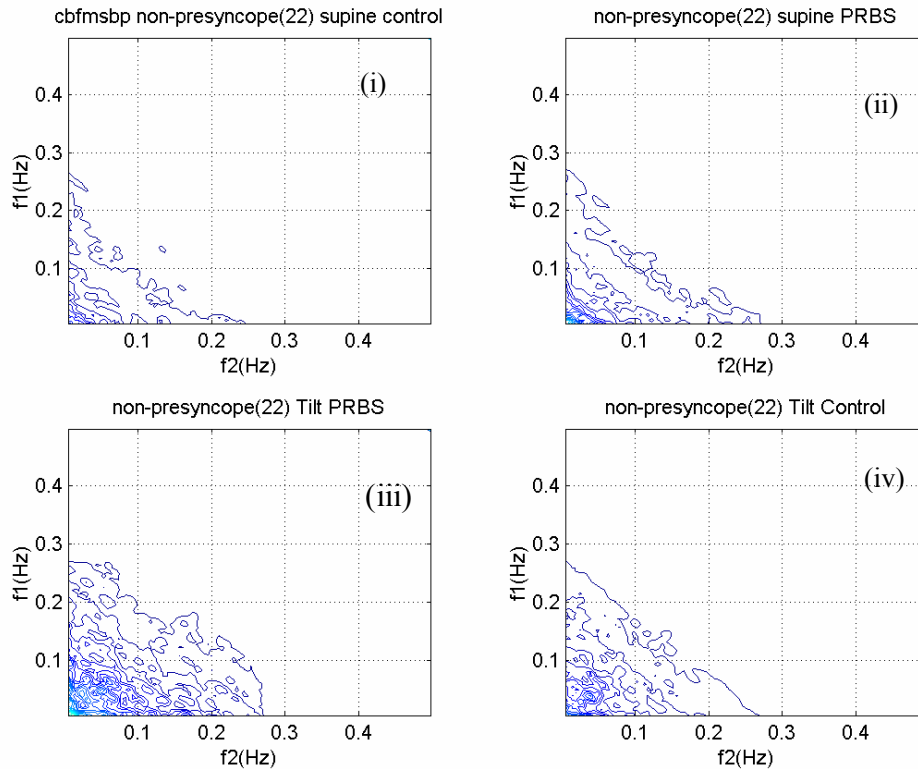 cbfmsbp non-presyncope(22) supine control
(i)
0.4
0.3
0.2
0.1
f1(Hz)
0.1 0.2 0.3 0.4
f2(Hz)
non-presyncope(22) supine PRBS
(ii)
0.4
0.3
0.2
0.1
f1(Hz)
0.1 0.2 0.3 0.4
f2(Hz)
non-presyncope(22) Tilt PRBS
(iii)
0.4
0.3
0.2
0.1
f1(Hz)
0.1 0.2 0.3 0.4
f2(Hz)
non-presyncope(22) Tilt Control
(iv)
0.4
0.3
0.2
0.1
f1(Hz)
0.1 0.2 0.3 0.4
f2(Hz)